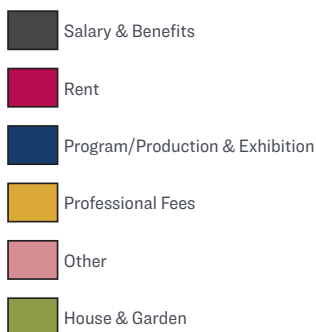 Salary & Benefits
Rent
Program/Production & Exhibition
Professional Fees
Other
House & Garden